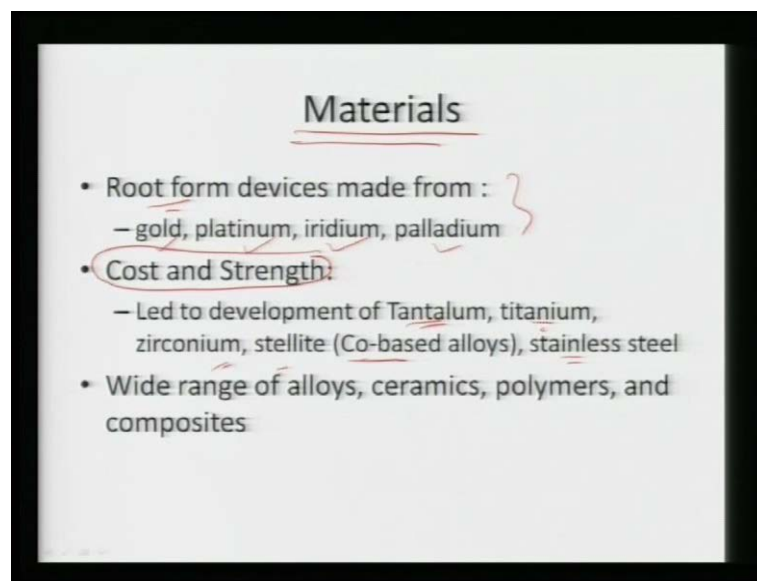 Materials
• Root form devices made from :
– gold, platinum, iridium, palladium
• Cost and Strength:
– Led to development of Tantalum, titanium,
zirconium, stellite (Co-based alloys), stainless steel
• Wide range of alloys, ceramics, polymers, and
composites